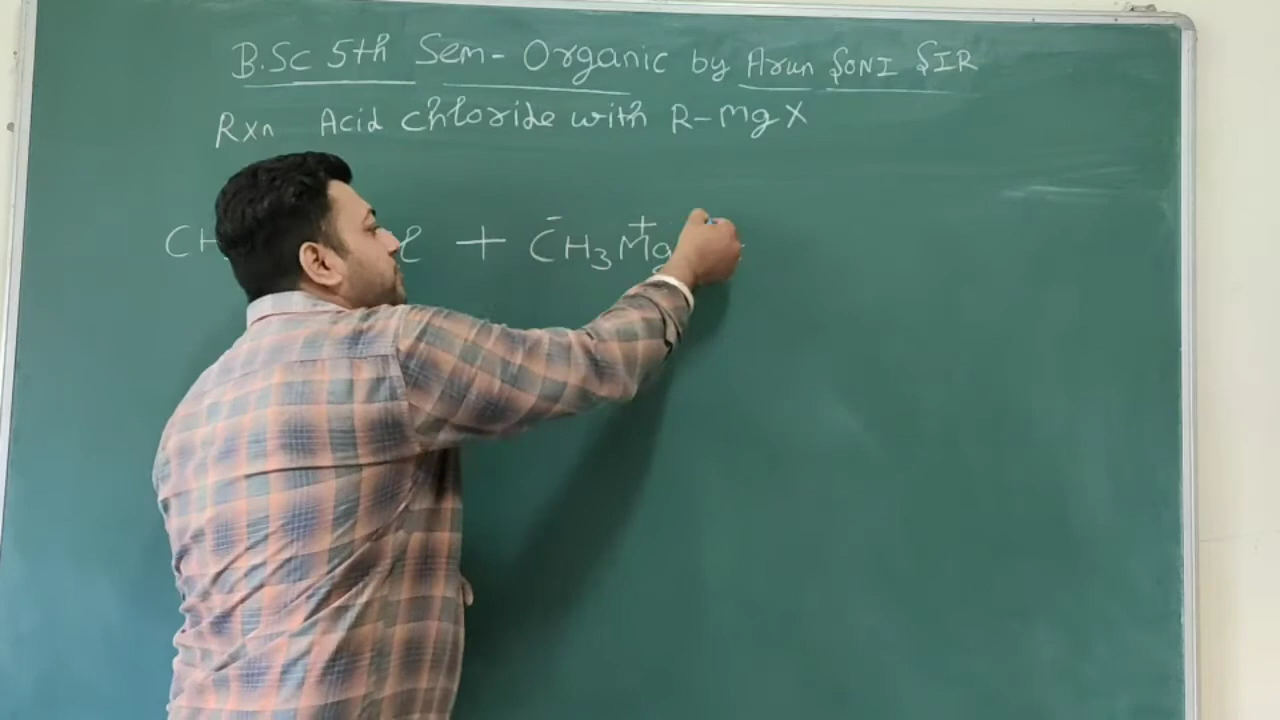 B.Sc 5th Sem- Organic by Arun SONI SIR
Rxn Acid chloride with R-MgX
CH + C̄H3M⁺g